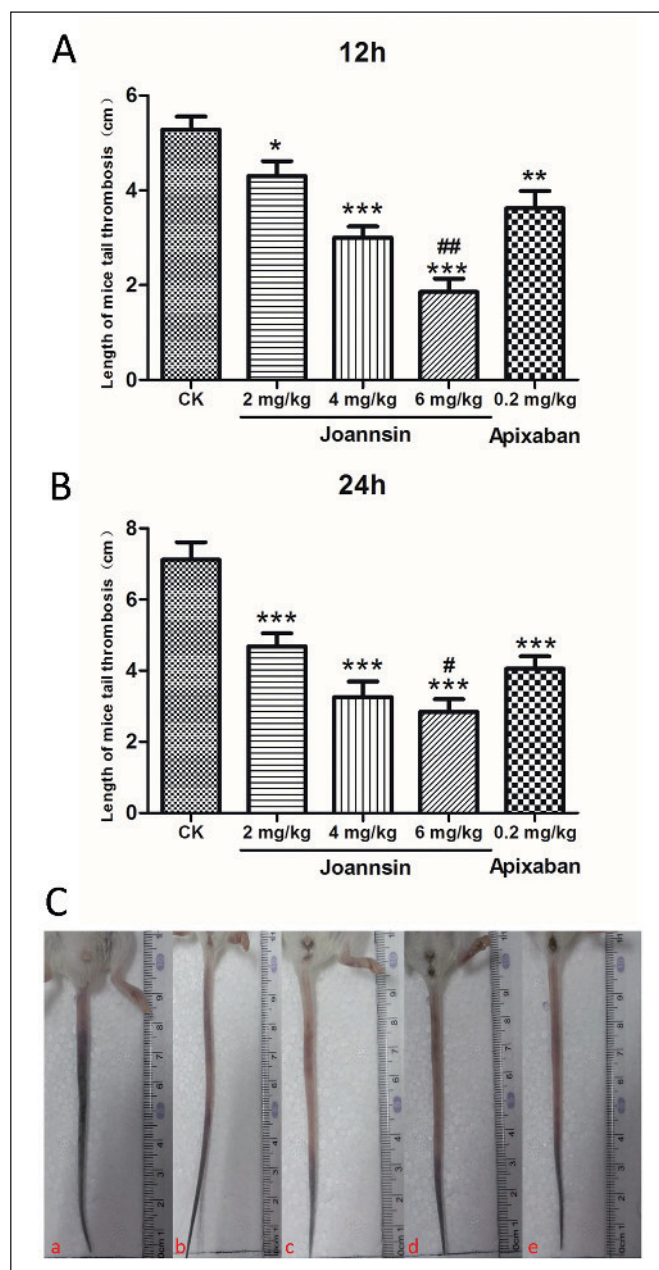 A
12h
Length of mice tail thrombosis (cm)
6
4
2
0
*
***
##
***
**
CK
2 mg/kg
4 mg/kg
6 mg/kg
0.2 mg/kg
Joannsin
Apixaban
B
24h
Length of mice tail thrombosis (cm)
8
6
4
2
0
***
***
#
***
***
CK
2 mg/kg
4 mg/kg
6 mg/kg
0.2 mg/kg
Joannsin
Apixaban
C
a
b
c
d
e